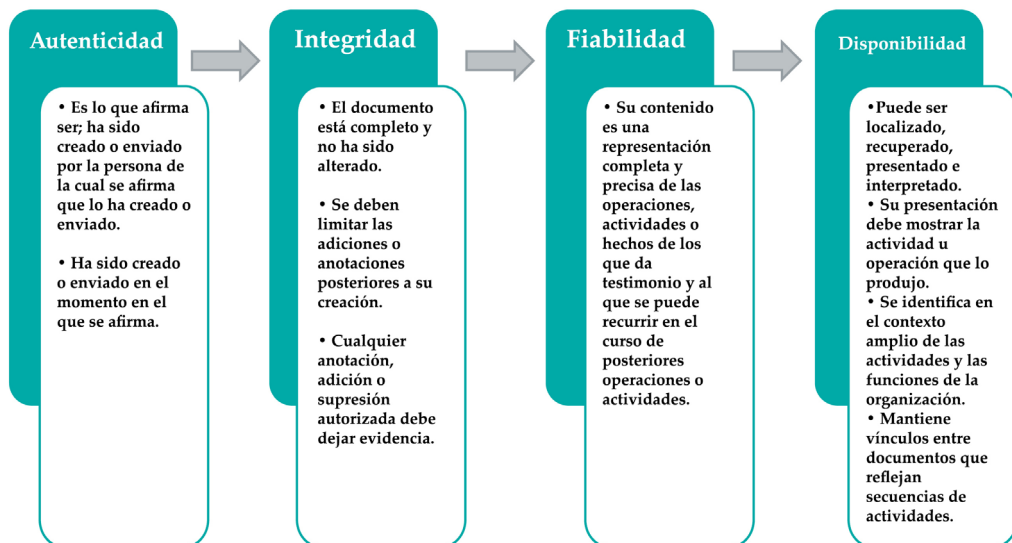 Autenticidad
• Es lo que afirma
ser; ha sido
creado o enviado
por la persona de
la cual se afirma
que lo ha creado o
enviado.
• Ha sido creado
o enviado en el
momento en el
que se afirma.
Integridad
• El documento
está completo y
no ha sido
alterado.
• Se deben
limitar las
adiciones o
anotaciones
posteriores a su
creación.
• Cualquier
anotación,
adición o
supresión
autorizada debe
dejar evidencia.
Fiabilidad
• Su contenido
es una
representación
completa y
precisa de las
operaciones,
actividades o
hechos de los
que da
testimonio y al
que se puede
recurrir en el
curso de
posteriores
operaciones o
actividades.
Disponibilidad
•Puede ser
localizado,
recuperado,
presentado e
interpretado.
• Su presentación
debe mostrar la
actividad u
operación que lo
produjo.
• Se identifica en
el contexto
amplio de las
actividades y las
funciones de la
organización.
• Mantiene
vínculos entre
documentos que
reflejan
secuencias de
actividades.